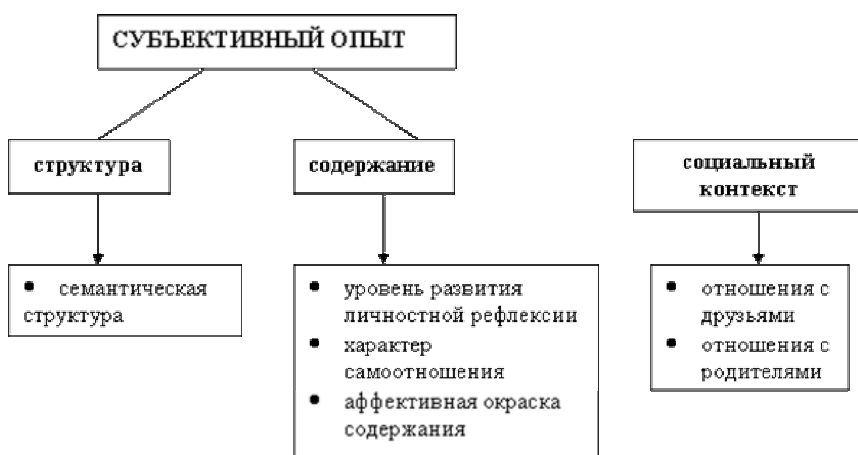 СУБЪЕКТИВНЫЙ ОПЫТ
структура
содержание
социальный
контекст
• семантическая
структура
• уровень развития
личностной рефлексии
• характер
самоотношения
• аффективная окраска
содержания
• отношения с
друзьями
• отношения с
родителями